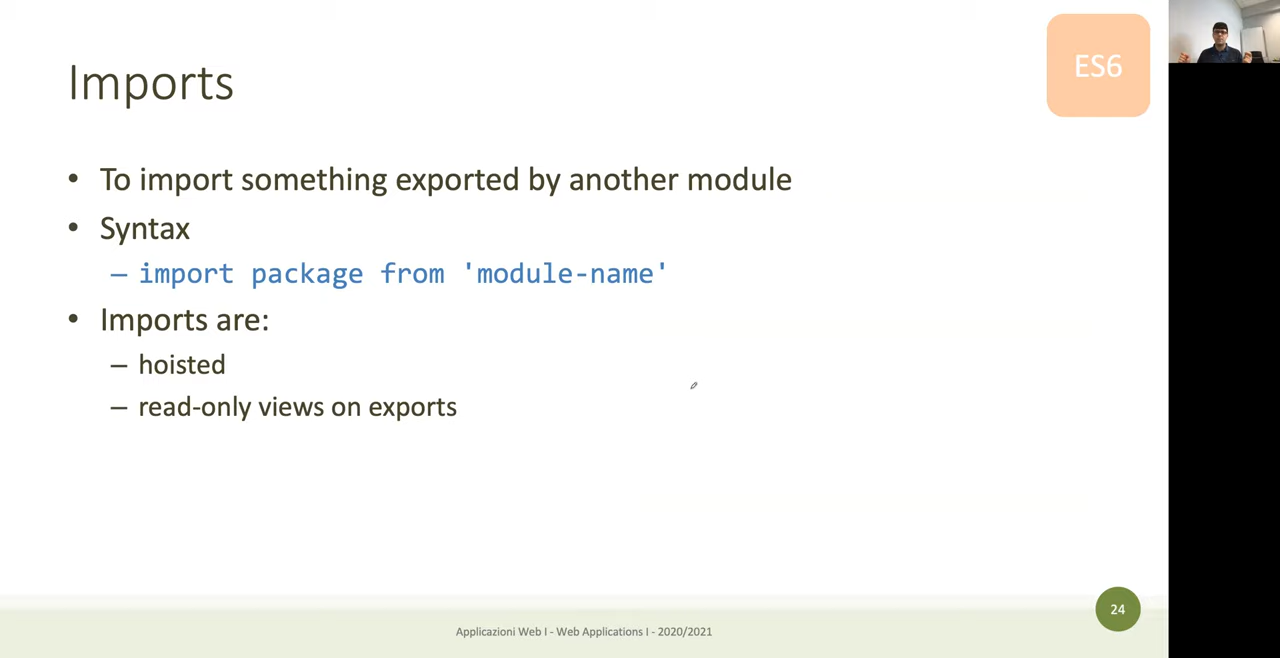 ES6
Imports
• To import something exported by another module
• Syntax
– import package from 'module-name'
• Imports are:
– hoisted
– read-only views on exports
24
Applicazioni Web I - Web Applications I - 2020/2021